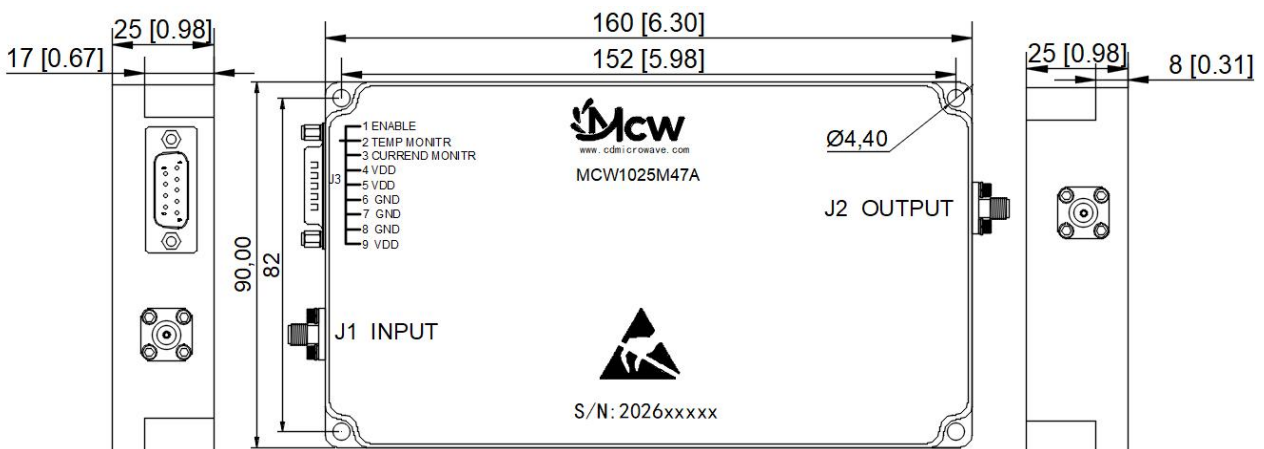 25 [0.98]
17 [0.67]
160 [6.30]
152 [5.98]
25 [0.98]
8 [0.31]
1 ENABLE
2 TEMP MONITR
3 CURREND MONITR
4 VDD
5 VDD
6 GND
7 GND
8 GND
9 VDD
J3
Mcw
www.cdmicrowave.com
MCW1025M47A
Ø4,40
J2 OUTPUT
90,00
82
J1 INPUT
S/N:2026xxxxx